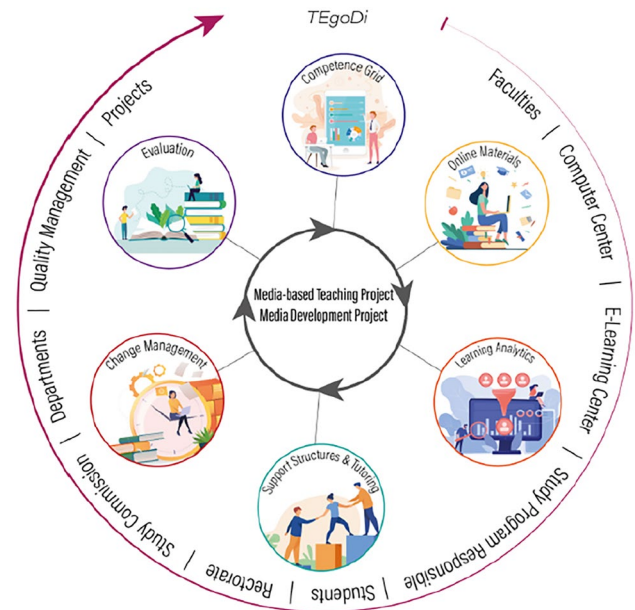 TEgoDi
Competence Grid
Online Materials
Learning Analytics
Support Structures & Tutoring
Change Management
Evaluation
Media-based Teaching Project
Media Development Project
Faculties | Computer Center | E-Learning Center | Study Program Responsible | Students | Rectorate | Study Commission | Departments | Quality Management | Projects